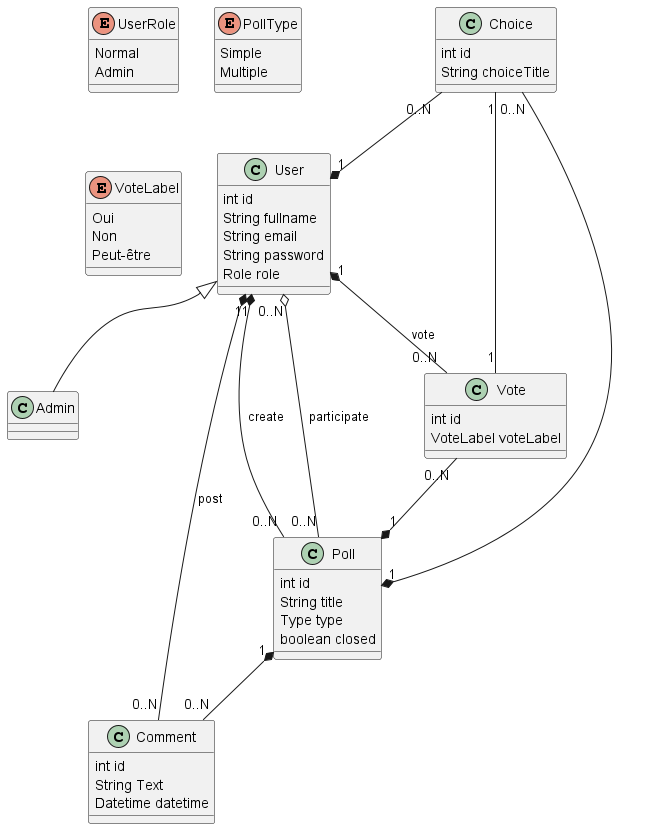 E UserRole
Normal
Admin
E PollType
Simple
Multiple
C Choice
int id
String choiceTitle
0..N
1
0..N
1
E VoteLabel
Oui
Non
Peut-être
C User
int id
String fullname
String email
String password
Role role
1
1
1
0..N
vote
0..N
1
C Admin
C Vote
int id
VoteLabel voteLabel
create
participate
0..N
post
0..N
0..N
1
C Poll
int id
String title
Type type
boolean closed
1
1
0..N
0..N
C Comment
int id
String Text
Datetime datetime